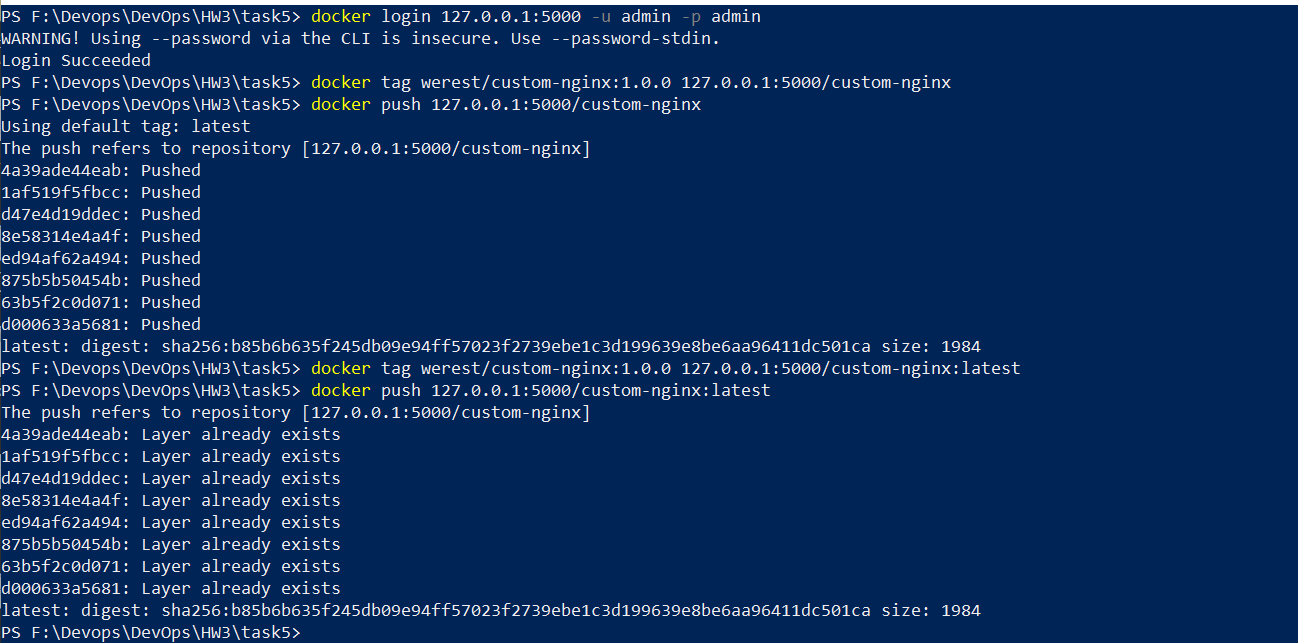 PS F:\Devops\DevOps\HW3\task5> docker login 127.0.0.1:5000 -u admin -p admin
WARNING! Using --password via the CLI is insecure. Use --password-stdin.
Login Succeeded
PS F:\Devops\DevOps\HW3\task5> docker tag werest/custom-nginx:1.0.0 127.0.0.1:5000/custom-nginx
PS F:\Devops\DevOps\HW3\task5> docker push 127.0.0.1:5000/custom-nginx
Using default tag: latest
The push refers to repository [127.0.0.1:5000/custom-nginx]
4a39ade44eab: Pushed
1af519f5fbcc: Pushed
d47e4d19ddec: Pushed
8e58314e4a4f: Pushed
ed94af62a494: Pushed
875b5b50454b: Pushed
63b5f2c0d071: Pushed
d000633a5681: Pushed
latest: digest: sha256:b85b6b635f245db09e94ff57023f2739ebe1c3d199639e8be6aa96411dc501ca size: 1984
PS F:\Devops\DevOps\HW3\task5> docker tag werest/custom-nginx:1.0.0 127.0.0.1:5000/custom-nginx:latest
PS F:\Devops\DevOps\HW3\task5> docker push 127.0.0.1:5000/custom-nginx:latest
The push refers to repository [127.0.0.1:5000/custom-nginx]
4a39ade44eab: Layer already exists
1af519f5fbcc: Layer already exists
d47e4d19ddec: Layer already exists
8e58314e4a4f: Layer already exists
ed94af62a494: Layer already exists
875b5b50454b: Layer already exists
63b5f2c0d071: Layer already exists
d000633a5681: Layer already exists
latest: digest: sha256:b85b6b635f245db09e94ff57023f2739ebe1c3d199639e8be6aa96411dc501ca size: 1984
PS F:\Devops\DevOps\HW3\task5>